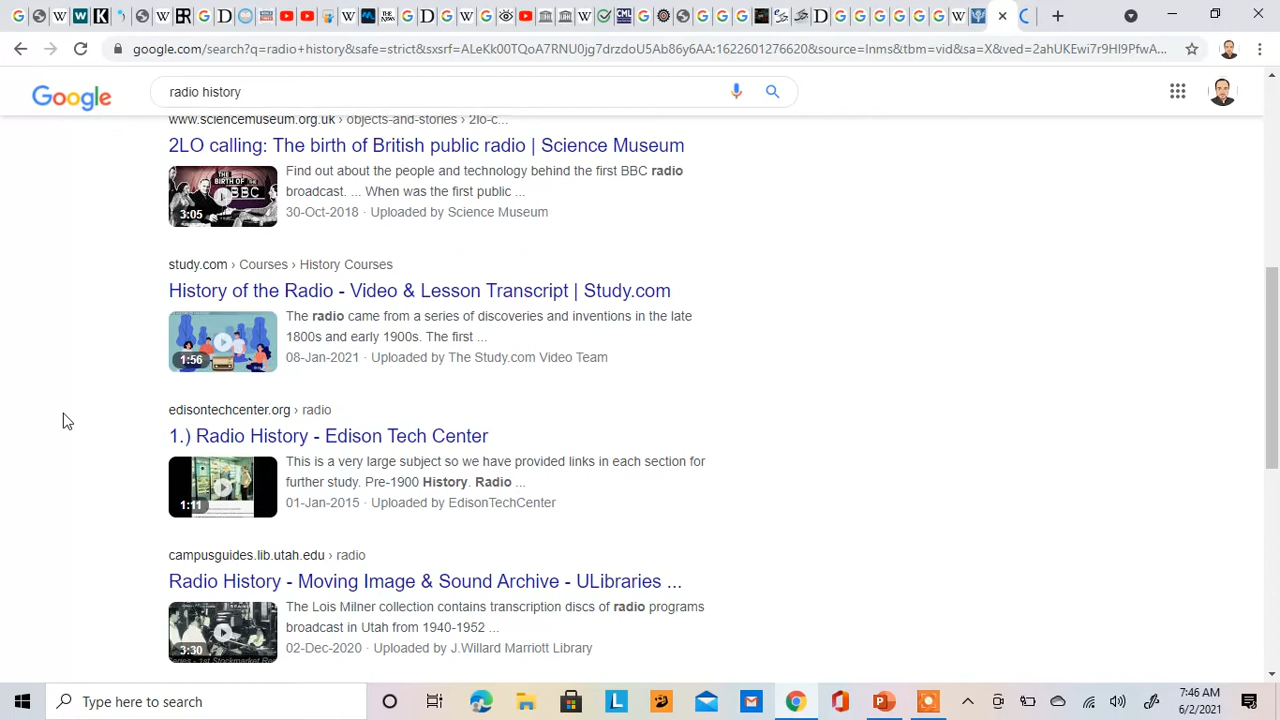 google.com/search?q=radio+history&safe=strict&sxsrf=ALeKk00TQoA7RNU0jg7drzdoU5Ab86y6AA:1622601276620&source=lnms&tbm=vid&sa=X&ved=2ahUKEwi7r9Hl9PfwA...
Google
radio history
www.sciencemuseum.org.uk › objects-and-stories › 2lo-c...
2LO calling: The birth of British public radio | Science Museum
THE BIRTH OF
BBC
3:05
Find out about the people and technology behind the first BBC radio
broadcast. ... When was the first public ...
30-Oct-2018 · Uploaded by Science Museum
study.com › Courses › History Courses
History of the Radio - Video & Lesson Transcript | Study.com
1:56
The radio came from a series of discoveries and inventions in the late
1800s and early 1900s. The first ...
08-Jan-2021 · Uploaded by The Study.com Video Team
edisontechcenter.org › radio
1.) Radio History - Edison Tech Center
1:11
This is a very large subject so we have provided links in each section for
further study. Pre-1900 History. Radio ...
01-Jan-2015 · Uploaded by EdisonTechCenter
campusguides.lib.utah.edu › radio
Radio History - Moving Image & Sound Archive - ULibraries ...
3:30
The Lois Milner collection contains transcription discs of radio programs
broadcast in Utah from 1940-1952 ...
02-Dec-2020 · Uploaded by J.Willard Marriott Library
Type here to search
7:46 AM
6/2/2021